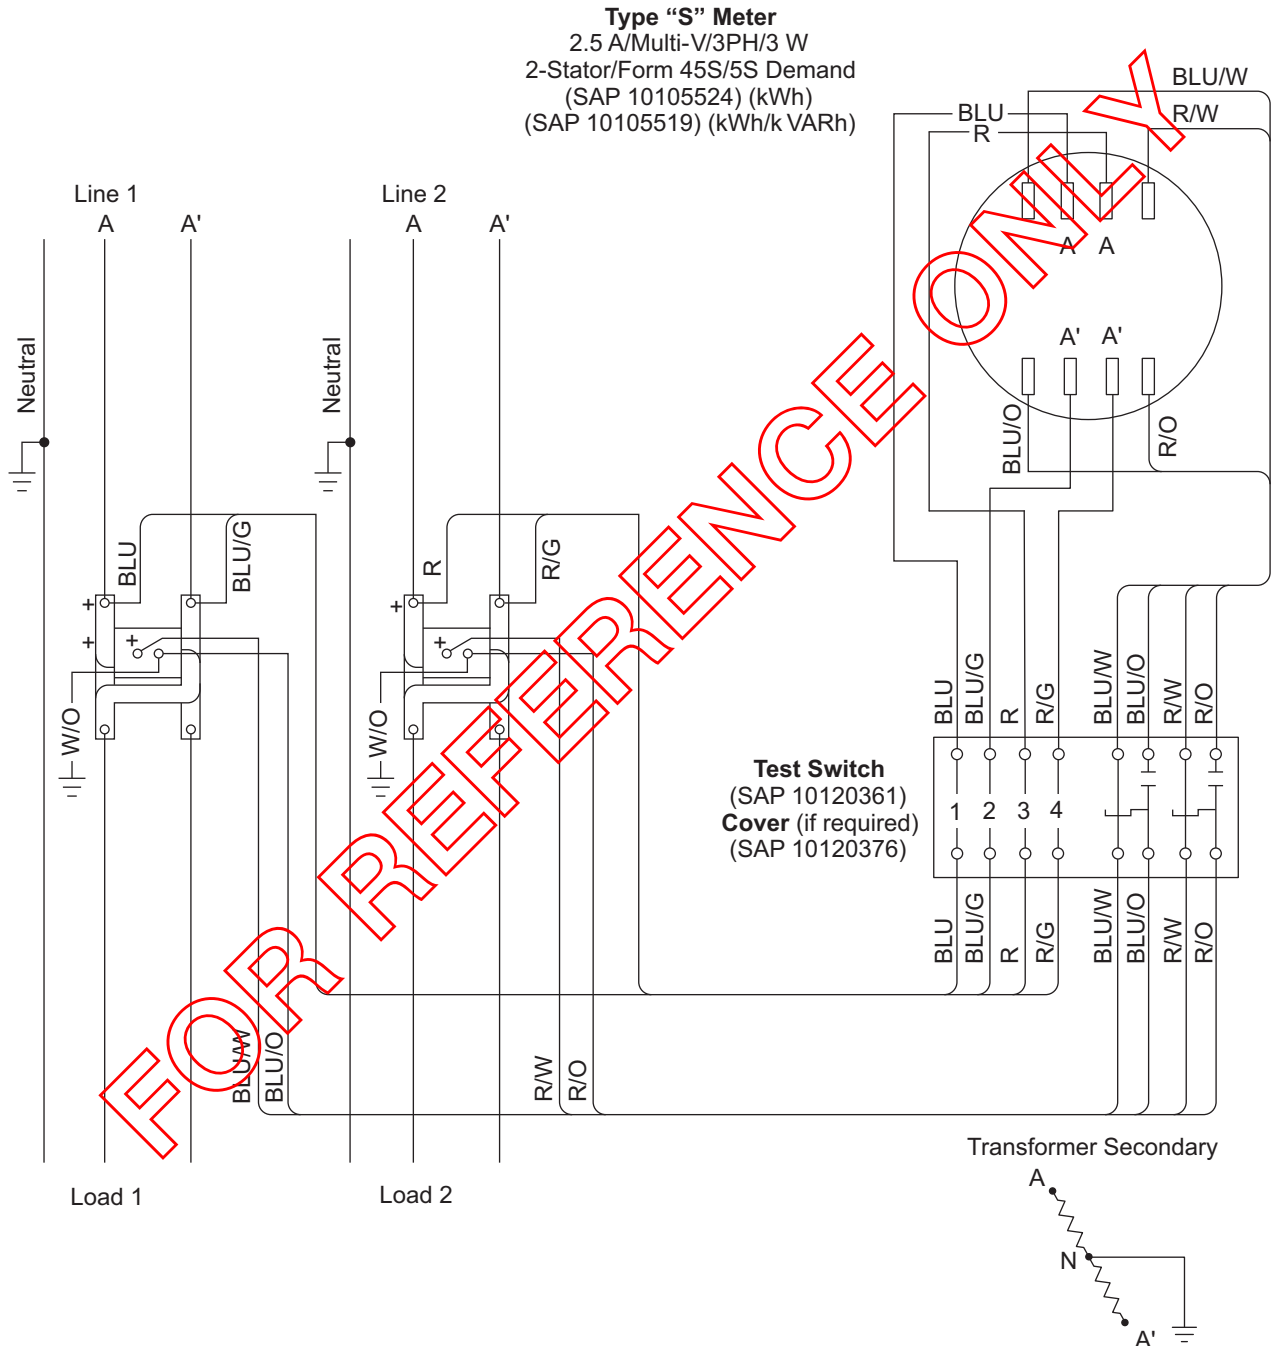 Type “S” Meter
2.5 A/Multi-V/3PH/3 W
2-Stator/Form 45S/5S Demand
(SAP 10105524) (kWh)
(SAP 10105519) (kWh/k VARh)
BLU/W
R/W
BLU
R
Line 1
A
A'
Line 2
A
A'
A
A
A'
A'
Neutral
Neutral
BLU/O
R/O
BLU
BLU/G
R
R/G
+
+
+
+
+
W/O
W/O
BLU
BLU/G
R
R/G
BLU/W
BLU/O
R/W
R/O
Test Switch
(SAP 10120361)
Cover (if required)
(SAP 10120376)
1
2
3
4
BLU
BLU/G
R
R/G
BLU/W
BLU/O
R/W
R/O
BLU/W
BLU/O
R/W
R/O
Load 1
Load 2
Transformer Secondary
A
N
A'
FOR REFERENCE ONLY